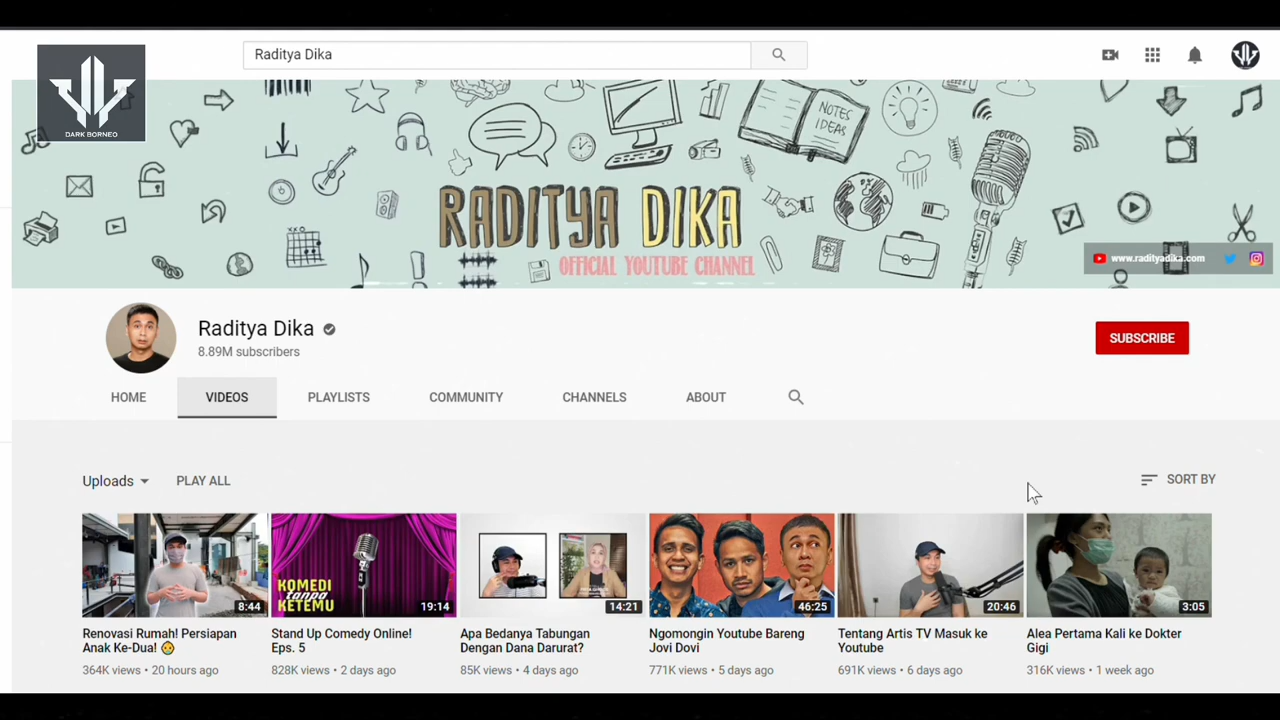 DARK BORNEO
Raditya Dika
NOTES
IDEAS
RADITYA DIKA
OFFICIAL YOUTUBE CHANNEL
www.radityadika.com
Raditya Dika
8.89M subscribers
SUBSCRIBE
HOME VIDEOS PLAYLISTS COMMUNITY CHANNELS ABOUT
Uploads PLAY ALL SORT BY
KOMEDI
tanpa
KETEMU
8:44 19:14 14:21 46:25 20:46 3:05
Renovasi Rumah! Persiapan
Anak Ke-Dua!
364K views • 20 hours ago
Stand Up Comedy Online!
Eps. 5
828K views • 2 days ago
Apa Bedanya Tabungan
Dengan Dana Darurat?
85K views • 4 days ago
Ngomongin Youtube Bareng
Jovi Dovi
771K views • 5 days ago
Tentang Artis TV Masuk ke
Youtube
691K views • 6 days ago
Alea Pertama Kali ke Dokter
Gigi
316K views • 1 week ago